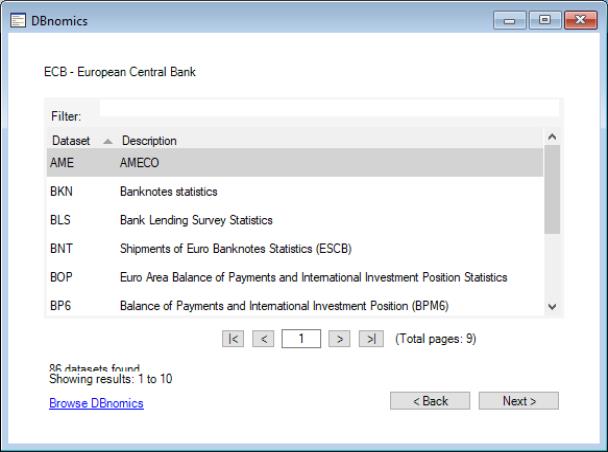 DBnomics
ECB - European Central Bank
Filter:
Dataset Description
AME AMECO
BKN Banknotes statistics
BLS Bank Lending Survey Statistics
BNT Shipments of Euro Banknotes Statistics (ESCB)
BOP Euro Area Balance of Payments and International Investment Position Statistics
BP6 Balance of Payments and International Investment Position (BPM6)
|< < 1 > >| (Total pages: 9)
86 datasets found
Showing results: 1 to 10
Browse DBnomics < Back Next >